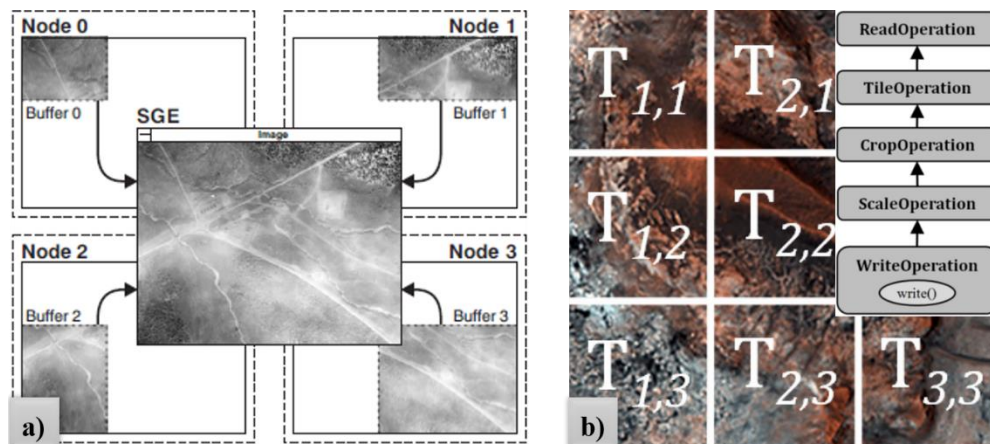 Node 0
Node 1
Buffer 0
Buffer 1
SGE
Image
Node 2
Node 3
Buffer 2
Buffer 3
a)
T1,1
T2,1
T1,2
T2,2
T1,3
T2,3
T3,3
ReadOperation
TileOperation
CropOperation
ScaleOperation
WriteOperation
write()
b)